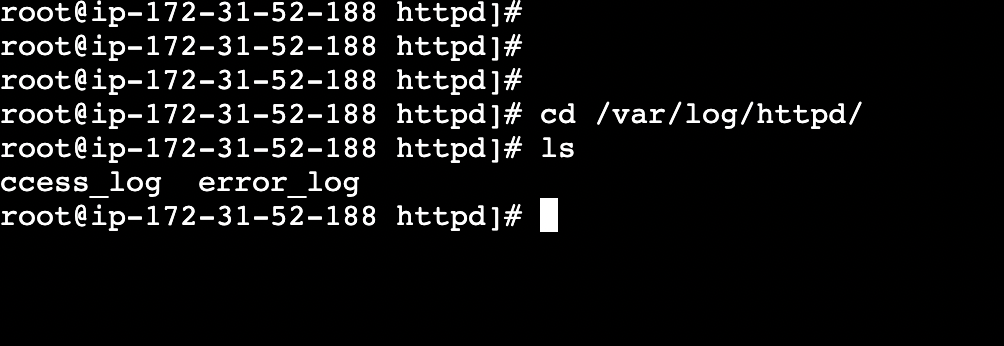 root@ip-172-31-52-188 httpd]#
root@ip-172-31-52-188 httpd]#
root@ip-172-31-52-188 httpd]#
root@ip-172-31-52-188 httpd]# cd /var/log/httpd/
root@ip-172-31-52-188 httpd]# ls
ccess_log  error_log
root@ip-172-31-52-188 httpd]#